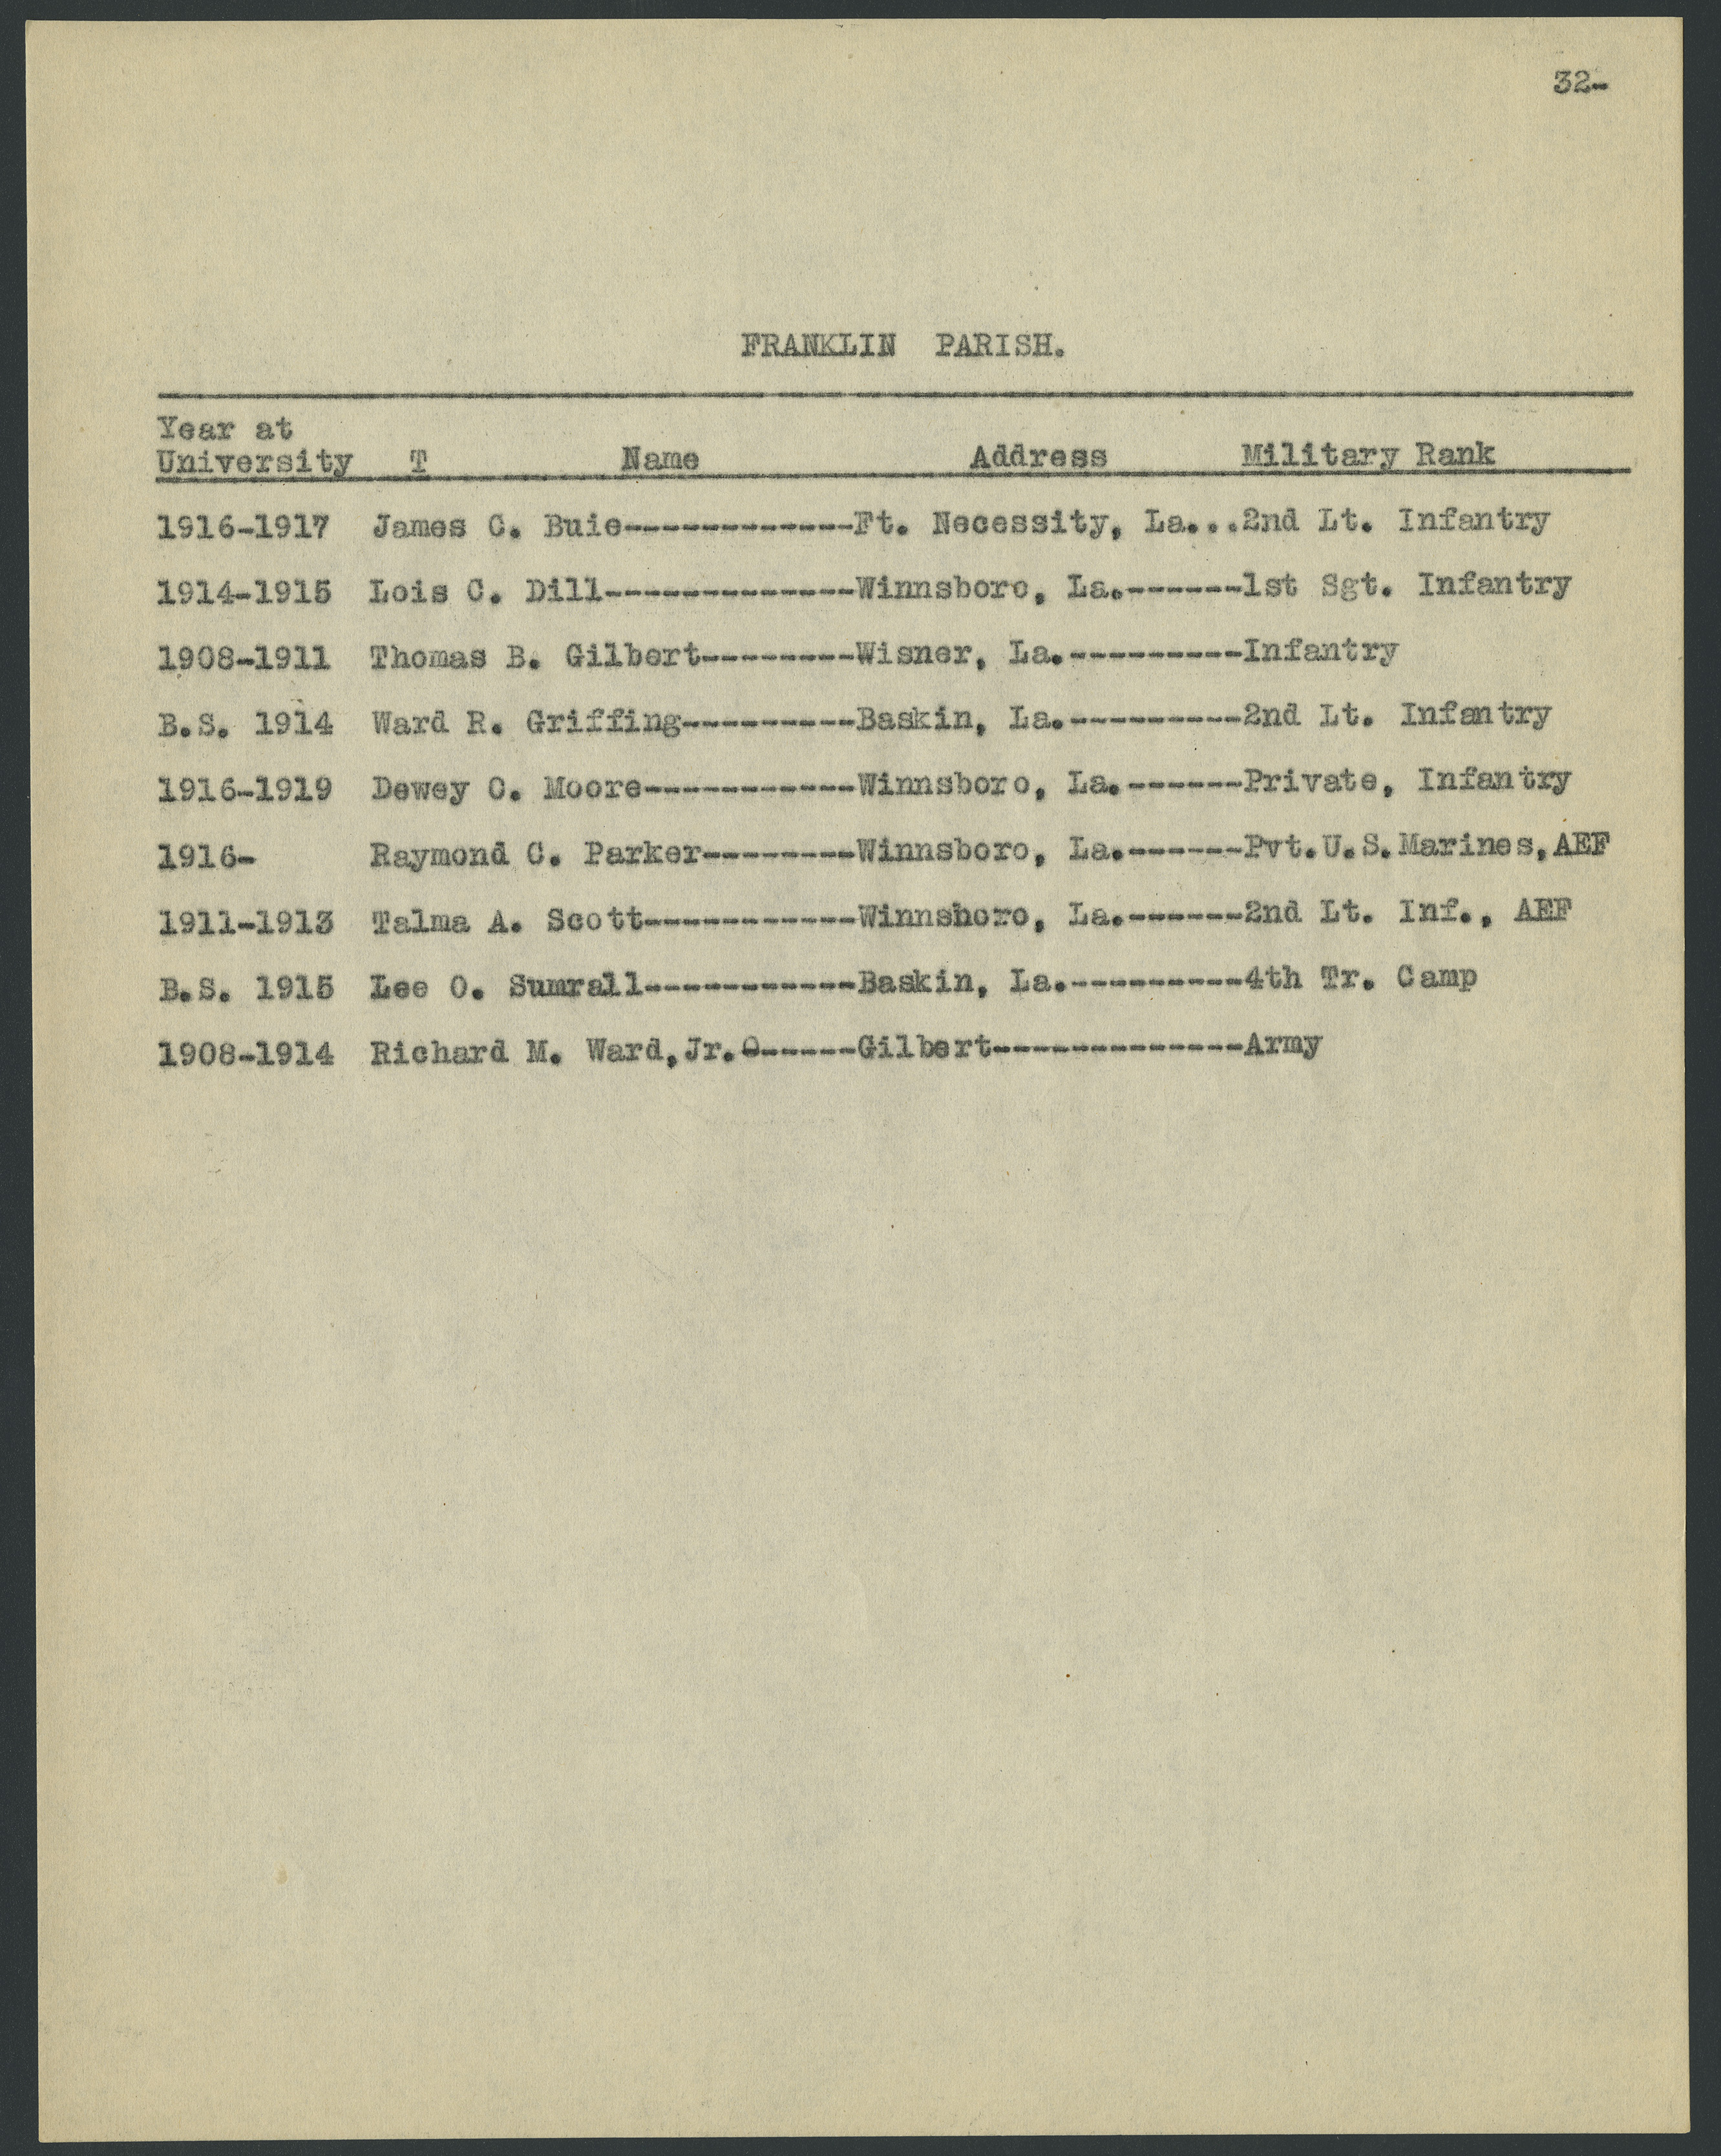 32-
FRANKLIN PARISH.
Year at
University T Name Address Military Rank
1916-1917 James C. Buie------------Ft. Necessity, La...2nd Lt. Infantry
1914-1915 Lois C. Dill-------------Winnsboro, La.------1st Sgt. Infantry
1908-1911 Thomas B. Gilbert--------Wisner, La.---------Infantry
B.S. 1914 Ward R. Griffing---------Baskin, La.---------2nd Lt. Infantry
1916-1919 Dewey C. Moore-----------Winnsboro, La.------Private, Infantry
1916- Raymond C. Parker--------Winnsboro, La.------Pvt.U.S.Marines,AEF
1911-1913 Talma A. Scott-----------Winnsboro, La.------2nd Lt. Inf., AEF
B.S. 1915 Lee O. Sumrall-----------Baskin, La.---------4th Tr. Camp
1908-1914 Richard M. Ward,Jr.------Gilbert-------------Army